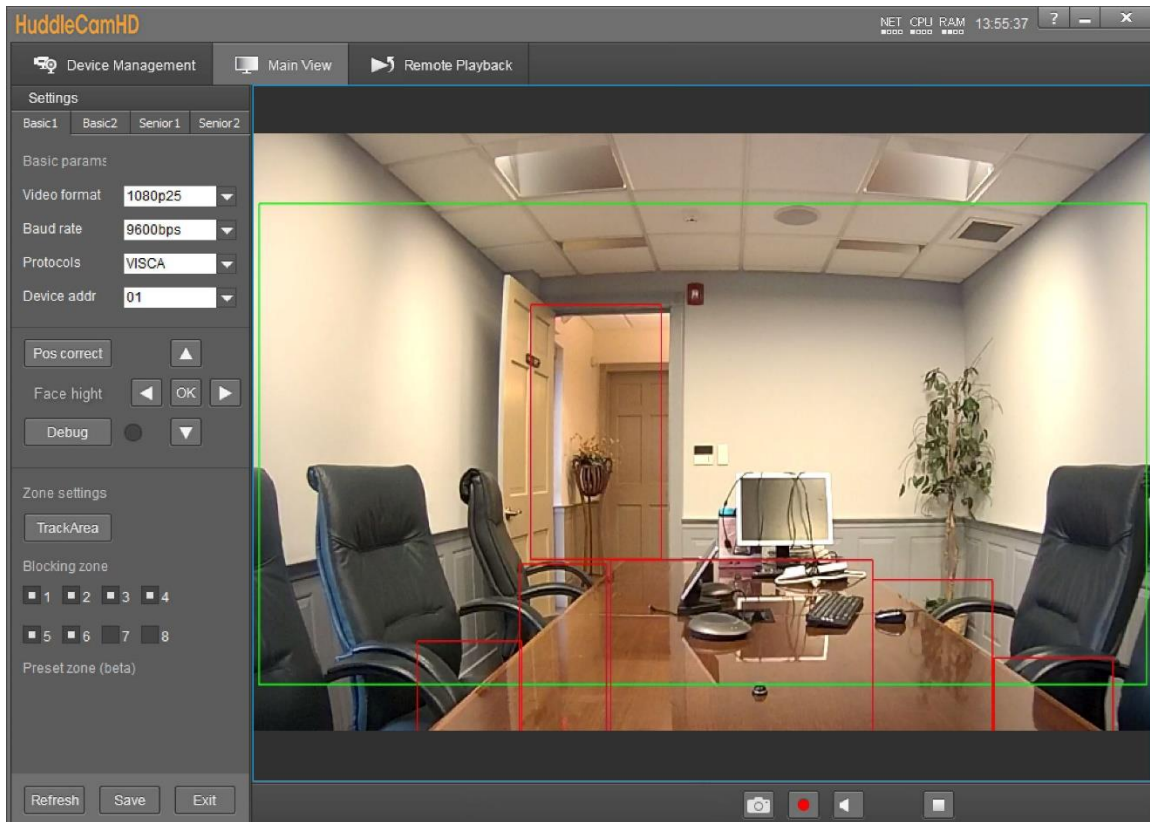 HuddleCamHD
NET CPU RAM 13:55:37 ?
Device Management Main View Remote Playback
Settings
Basic1 Basic2 Senior1 Senior2
Basic params
Video format 1080p25
Baud rate 9600bps
Protocols VISCA
Device addr 01
Pos correct
Face hight OK
Debug
Zone settings
TrackArea
Blocking zone
1 2 3 4
5 6 7 8
Preset zone (beta)
Refresh Save Exit